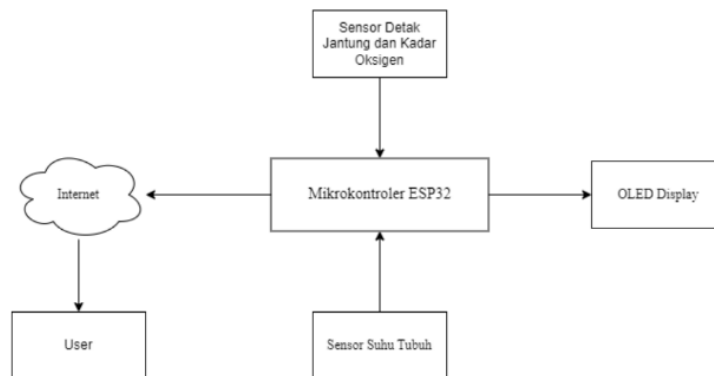 Sensor Detak
Jantung dan Kadar
Oksigen
Internet
Mikrokontroler ESP32
OLED Display
User
Sensor Suhu Tubuh